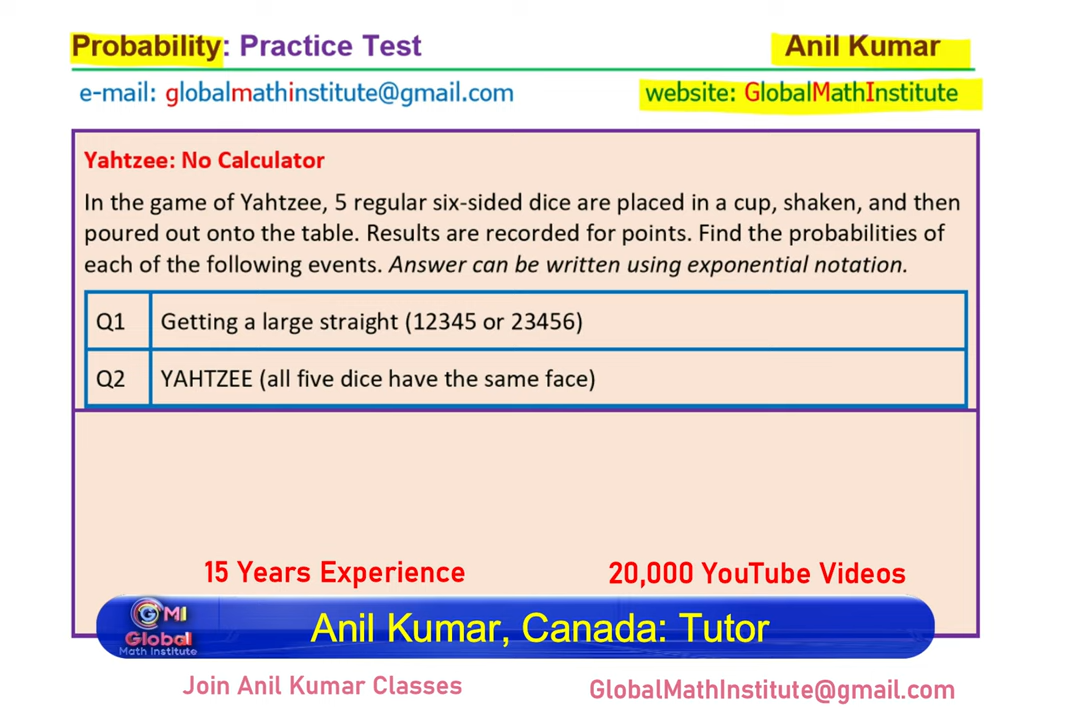 Probability: Practice Test
Anil Kumar
e-mail: globalmathinstitute@gmail.com
website: GlobalMathInstitute
Yahtzee: No Calculator
In the game of Yahtzee, 5 regular six-sided dice are placed in a cup, shaken, and then
poured out onto the table. Results are recorded for points. Find the probabilities of
each of the following events. Answer can be written using exponential notation.
Q1 Getting a large straight (12345 or 23456)
Q2 YAHTZEE (all five dice have the same face)
15 Years Experience
20,000 YouTube Videos
GMI
Global
Math Institute
Anil Kumar, Canada: Tutor
Join Anil Kumar Classes
GlobalMathInstitute@gmail.com